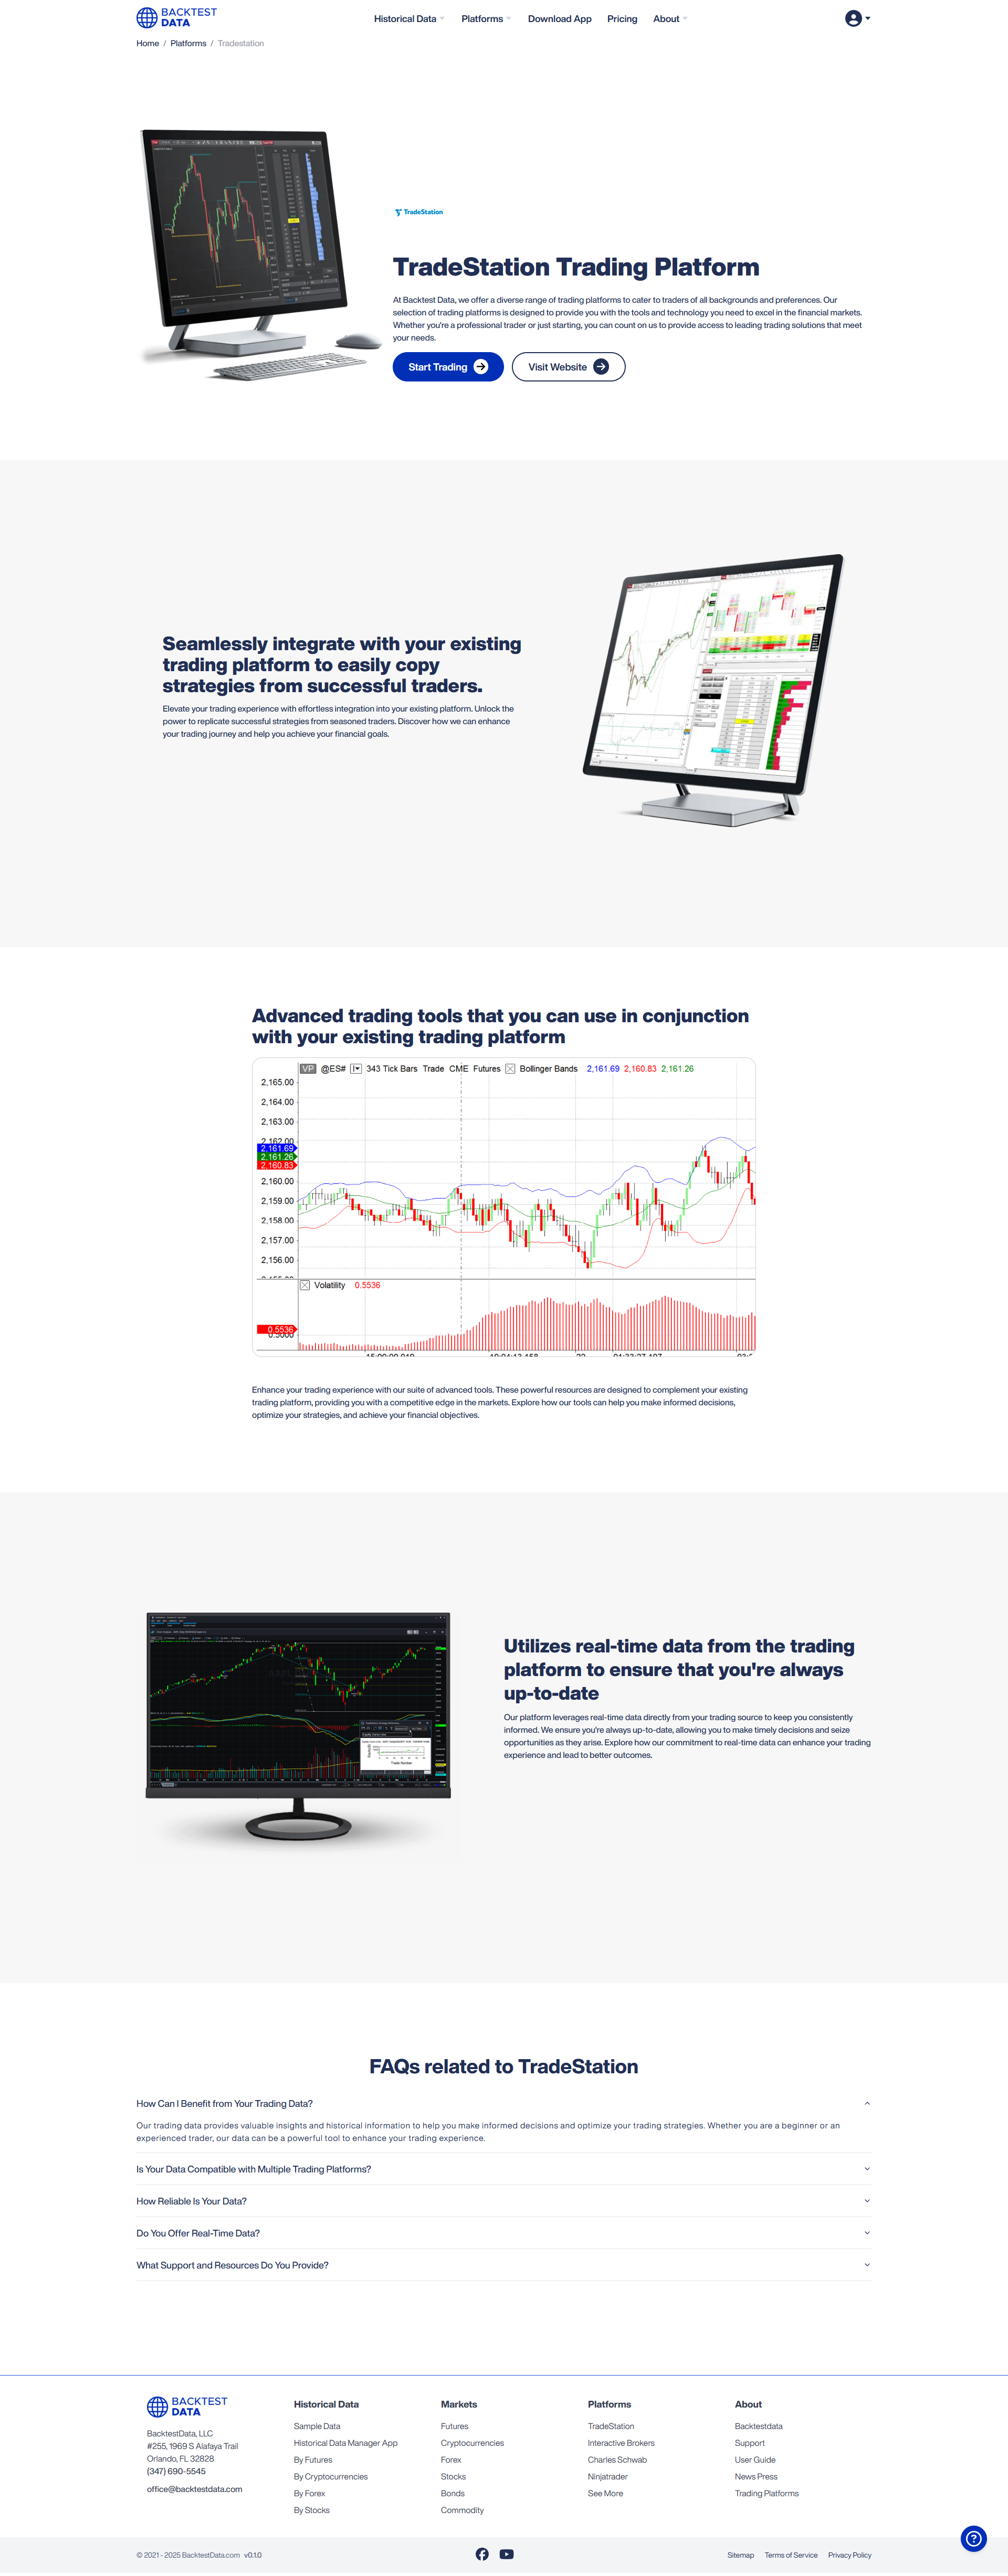 BACKTEST
DATA
Historical Data
Platforms
Download App
Pricing
About
Home / Platforms / Tradestation
TradeStation
TradeStation Trading Platform
At Backtest Data, we offer a diverse range of trading platforms to cater to traders of all backgrounds and preferences. Our
selection of trading platforms is designed to provide you with the tools and technology you need to excel in the financial markets.
Whether you're a professional trader or just starting, you can count on us to provide access to leading trading solutions that meet
your needs.
Start Trading
Visit Website
Seamlessly integrate with your existing
trading platform to easily copy
strategies from successful traders.
Elevate your trading experience with effortless integration into your existing platform. Unlock the
power to replicate successful strategies from seasoned traders. Discover how we can enhance
your trading journey and help you achieve your financial goals.
Advanced trading tools that you can use in conjunction
with your existing trading platform
VP @ES# 343 Tick Bars Trade CME Futures Bollinger Bands 2,161.69 2,160.83 2,161.26
2,165.00
2,164.00
2,163.00
2,162.00
2,161.69
2,161.26
2,160.83
2,160.00
2,159.00
2,158.00
2,157.00
2,156.00
Volatility 0.5536
0.5536
0.5000
Enhance your trading experience with our suite of advanced tools. These powerful resources are designed to complement your existing
trading platform, providing you with a competitive edge in the markets. Explore how our tools can help you make informed decisions,
optimize your strategies, and achieve your financial objectives.
Utilizes real-time data from the trading
platform to ensure that you're always
up-to-date
Our platform leverages real-time data directly from your trading source to keep you consistently
informed. We ensure you're always up-to-date, allowing you to make timely decisions and seize
opportunities as they arise. Explore how our commitment to real-time data can enhance your trading
experience and lead to better outcomes.
FAQs related to TradeStation
How Can I Benefit from Your Trading Data?
Our trading data provides valuable insights and historical information to help you make informed decisions and optimize your trading strategies. Whether you are a beginner or an
experienced trader, our data can be a powerful tool to enhance your trading experience.
Is Your Data Compatible with Multiple Trading Platforms?
How Reliable Is Your Data?
Do You Offer Real-Time Data?
What Support and Resources Do You Provide?
BACKTEST
DATA
BacktestData, LLC
#255, 1969 S Alafaya Trail
Orlando, FL 32828
(347) 690-5545
office@backtestdata.com
Historical Data
Sample Data
Historical Data Manager App
By Futures
By Cryptocurrencies
By Forex
By Stocks
Markets
Futures
Cryptocurrencies
Forex
Stocks
Bonds
Commodity
Platforms
TradeStation
Interactive Brokers
Charles Schwab
Ninjatrader
See More
About
Backtestdata
Support
User Guide
News Press
Trading Platforms
© 2021 - 2025 BacktestData.com v0.1.0
Sitemap
Terms of Service
Privacy Policy